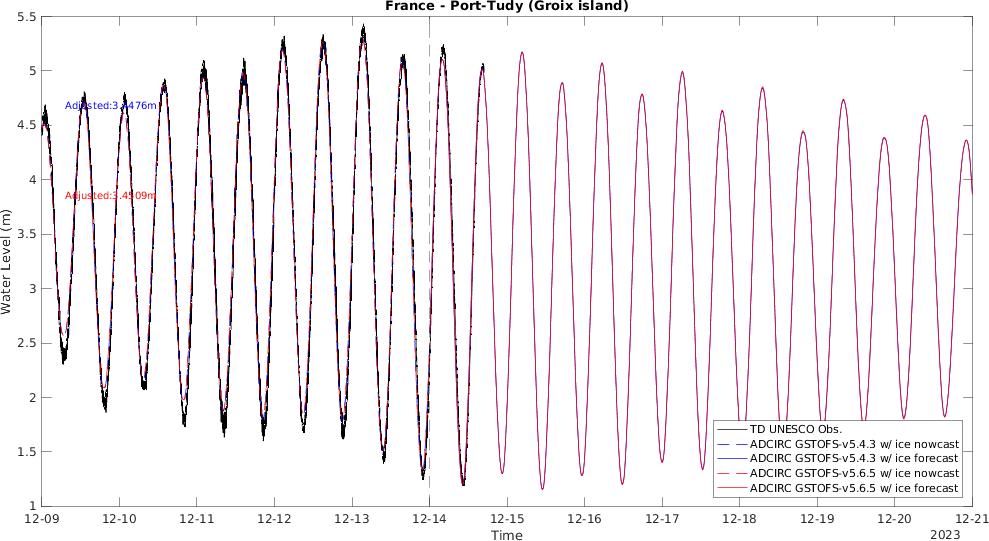 France - Port-Tudy (Groix island)
5.5
5
4.5
4
3.5
3
2.5
2
1.5
1
Water Level (m)
Adjusted:3.4476m
Adjusted:3.4509m
TD UNESCO Obs.
ADCIRC GSTOFS-v5.4.3 w/ ice nowcast
ADCIRC GSTOFS-v5.4.3 w/ ice forecast
ADCIRC GSTOFS-v5.6.5 w/ ice nowcast
ADCIRC GSTOFS-v5.6.5 w/ ice forecast
12-09 12-10 12-11 12-12 12-13 12-14 12-15 12-16 12-17 12-18 12-19 12-20 12-21
Time
2023